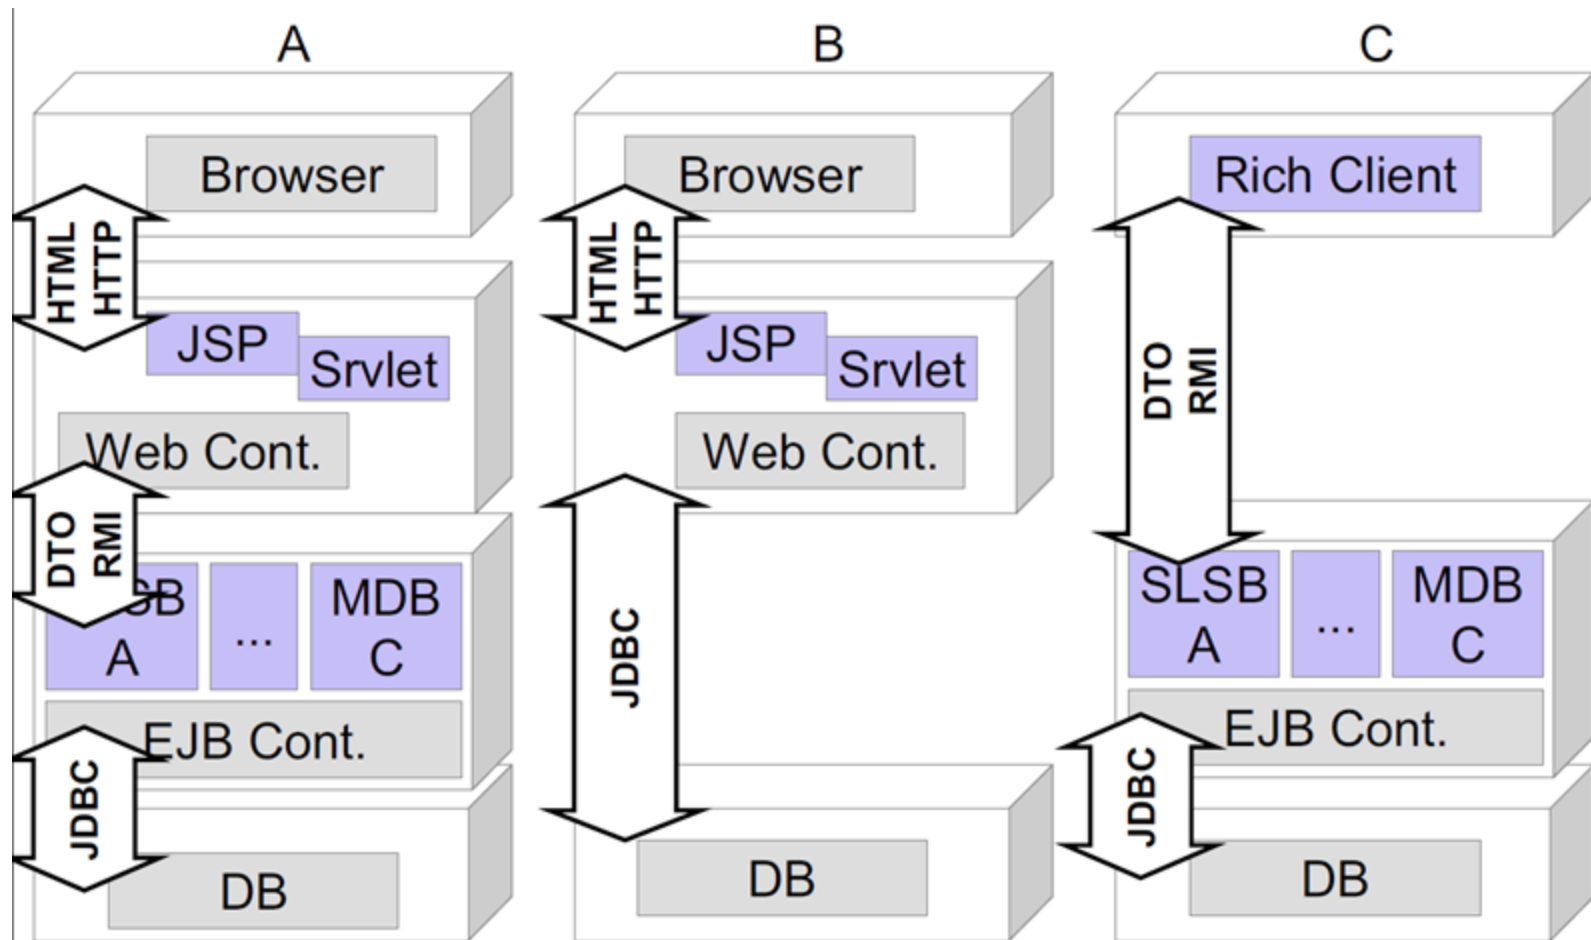 A
Browser
HTML
HTTP
JSP
Srvlet
Web Cont.
DTO
RMI
A
...
MDB
C
EJB Cont.
JDBC
DB
B
Browser
HTML
HTTP
JSP
Srvlet
Web Cont.
JDBC
DB
C
Rich Client
DTO
RMI
SLSB
A
...
MDB
C
EJB Cont.
JDBC
DB